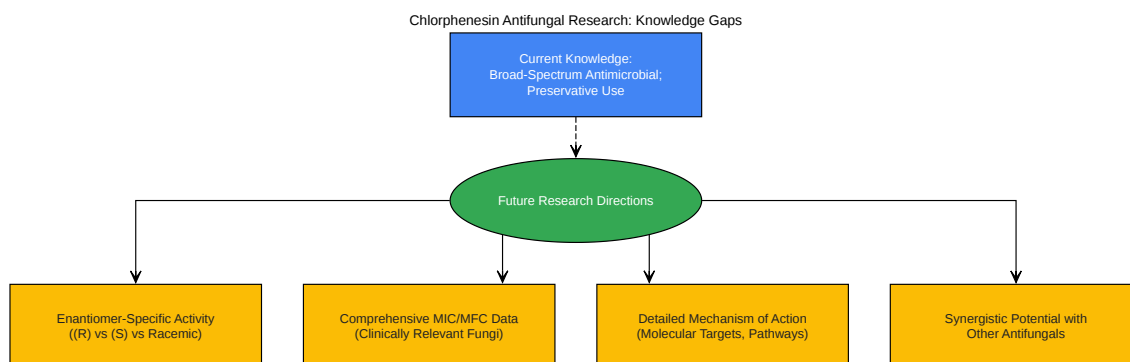 Chlorphenesin Antifungal Research: Knowledge Gaps
Current Knowledge:
Broad-Spectrum Antimicrobial;
Preservative Use
Future Research Directions
Enantiomer-Specific Activity
((R) vs (S) vs Racemic)
Comprehensive MIC/MFC Data
(Clinically Relevant Fungi)
Detailed Mechanism of Action
(Molecular Targets, Pathways)
Synergistic Potential with
Other Antifungals